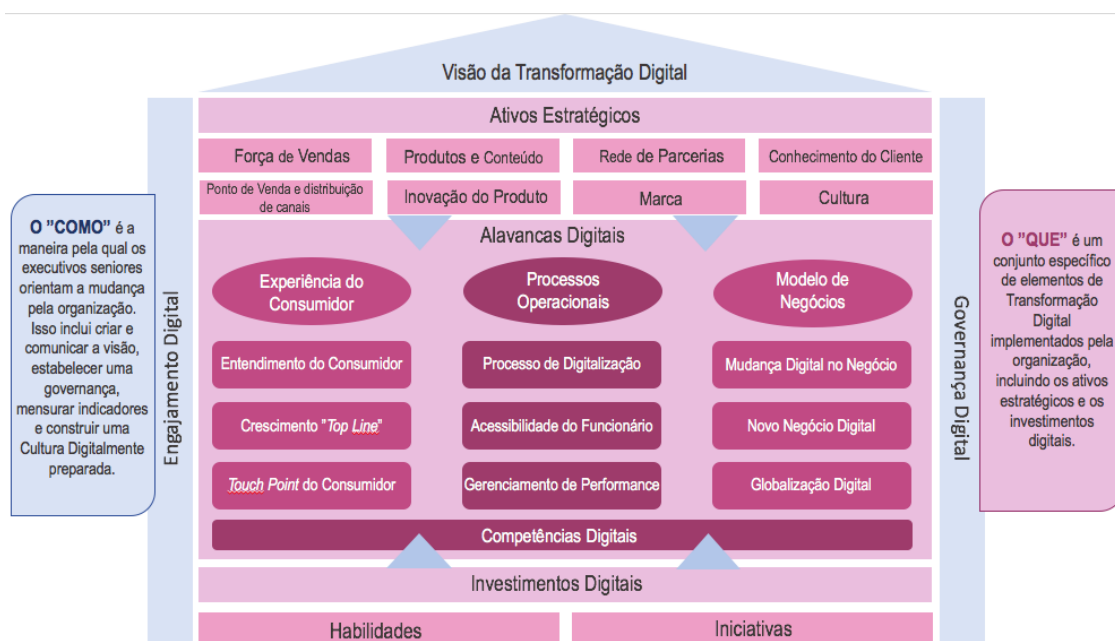 Visão da Transformação Digital
Ativos Estratégicos
Força de Vendas
Produtos e Conteúdo
Rede de Parcerias
Conhecimento do Cliente
Ponto de Venda e distribuição
de canais
Inovação do Produto
Marca
Cultura
O "COMO" é a
maneira pela qual os
executivos seniores
orientam a mudança
pela organização.
Isso inclui criar e
comunicar a visão,
estabelecer uma
governança,
mensurar indicadores
e construir uma
Cultura Digitalmente
preparada.
Engajamento Digital
Alavancas Digitais
Experiência do
Consumidor
Processos
Operacionais
Modelo de
Negócios
Entendimento do Consumidor
Processo de Digitalização
Mudança Digital no Negócio
Crescimento "Top Line"
Acessibilidade do Funcionário
Novo Negócio Digital
Touch Point do Consumidor
Gerenciamento de Performance
Globalização Digital
Competências Digitais
Investimentos Digitais
Habilidades
Iniciativas
Governança Digital
O "QUE" é um
conjunto específico
de elementos de
Transformação
Digital
implementados pela
organização,
incluindo os ativos
estratégicos e os
investimentos
digitais.